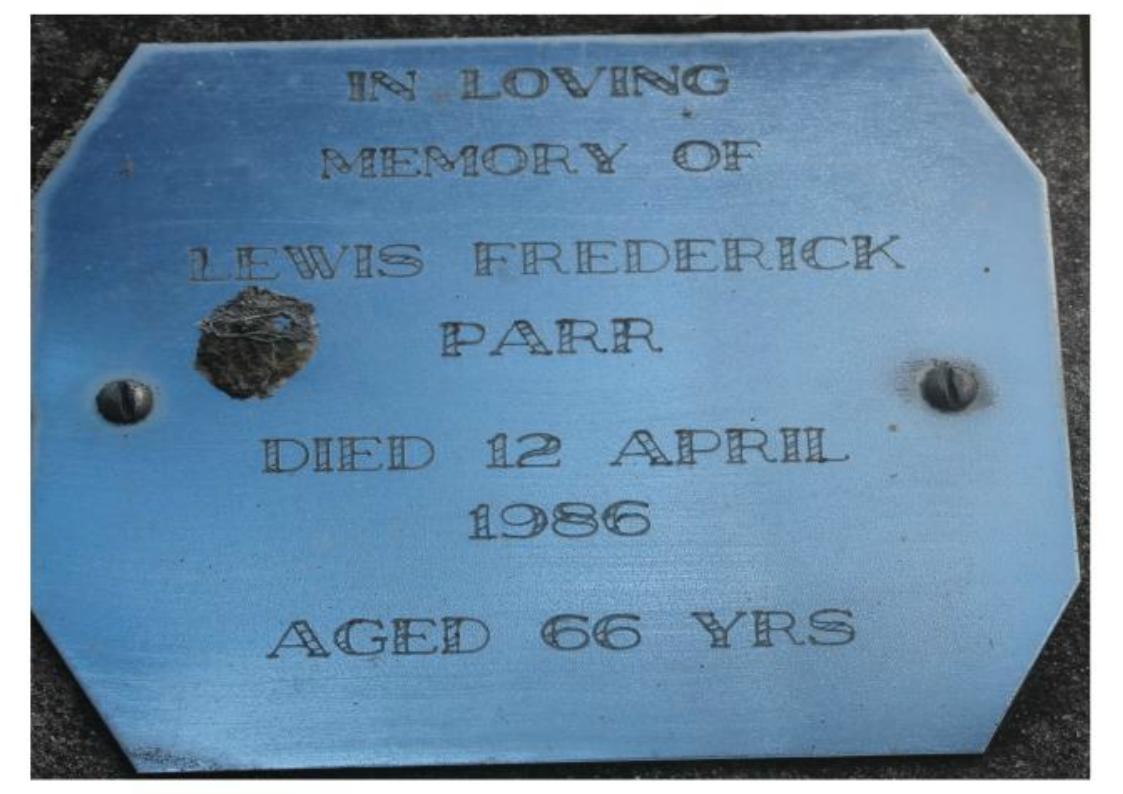 IN LOVING
MEMORY OF
LEWIS FREDERICK
PARR
DIED 12 APRIL
1986
AGED 66 YRS